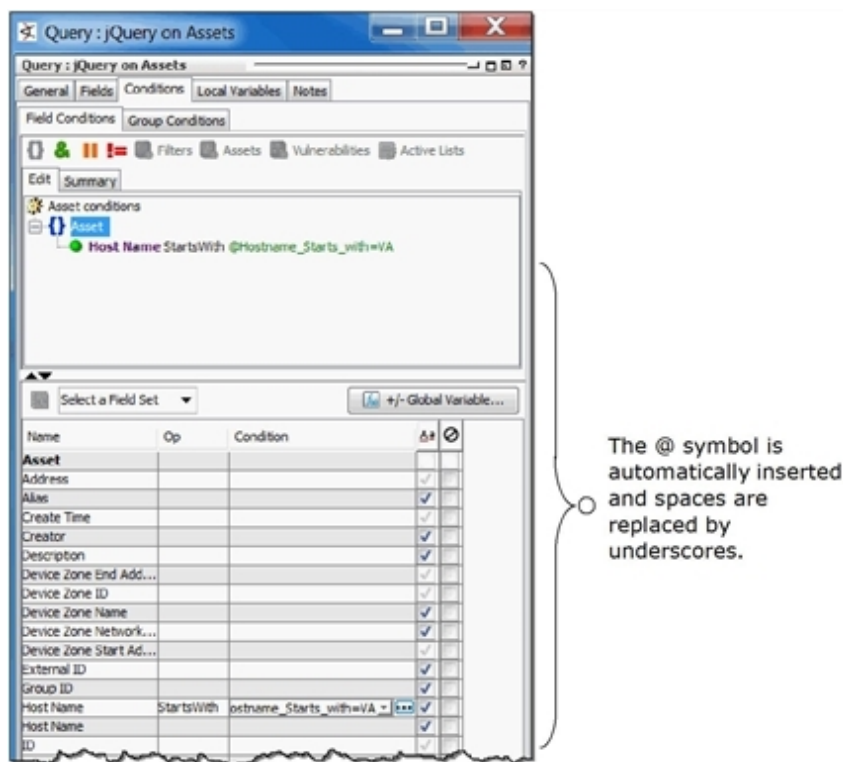 Query : jQuery on Assets
Query : jQuery on Assets
General Fields Conditions Local Variables Notes
Field Conditions Group Conditions
{} & != Filters Assets Vulnerabilities Active Lists
Edit Summary
Asset conditions
{} Asset
Host Name StartsWith @Hostname_Starts_with=VA
Select a Field Set +/- Global Variable...
Name Op Condition
Asset
Address
Alias
Create Time
Creator
Description
Device Zone End Add...
Device Zone ID
Device Zone Name
Device Zone Network...
Device Zone Start Ad...
External ID
Group ID
Host Name StartsWith ostname_Starts_with=VA ...
Host Name
ID
The @ symbol is
automatically inserted
and spaces are
replaced by
underscores.